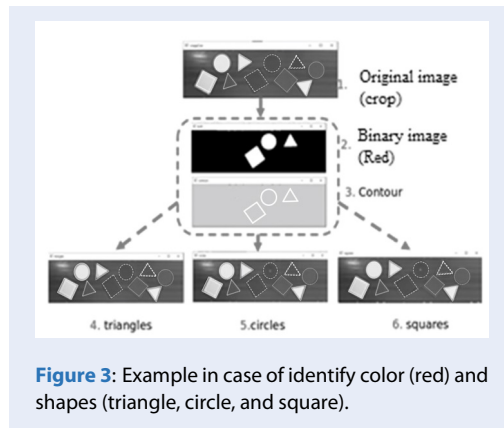 1. Original image
(crop)
2. Binary image
(Red)
3. Contour
4. triangles
5.circles
6. squares
Figure 3: Example in case of identify color (red) and
shapes (triangle, circle, and square).